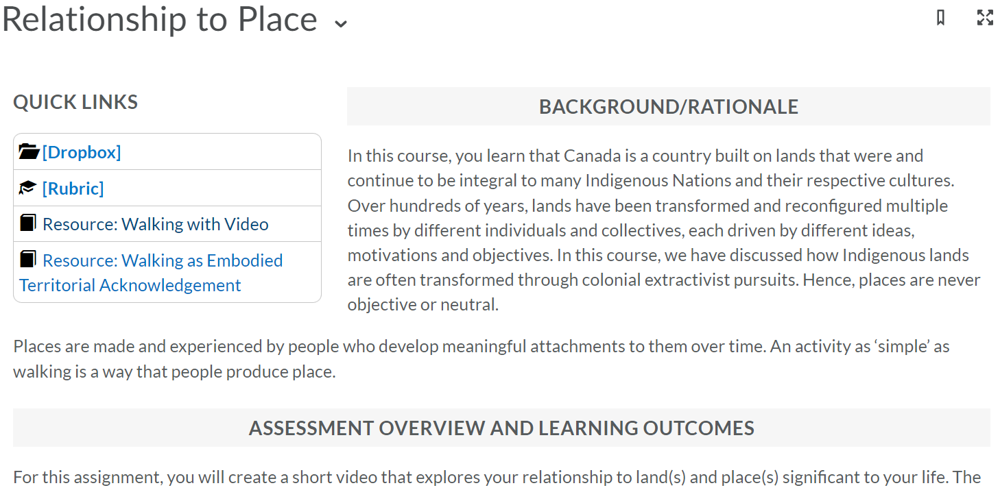 Relationship to Place
QUICK LINKS
[Dropbox]
[Rubric]
Resource: Walking with Video
Resource: Walking as Embodied
Territorial Acknowledgement
BACKGROUND/RATIONALE
In this course, you learn that Canada is a country built on lands that were and
continue to be integral to many Indigenous Nations and their respective cultures.
Over hundreds of years, lands have been transformed and reconfigured multiple
times by different individuals and collectives, each driven by different ideas,
motivations and objectives. In this course, we have discussed how Indigenous lands
are often transformed through colonial extractivist pursuits. Hence, places are never
objective or neutral.
Places are made and experienced by people who develop meaningful attachments to them over time. An activity as ‘simple’ as
walking is a way that people produce place.
ASSESSMENT OVERVIEW AND LEARNING OUTCOMES
For this assignment, you will create a short video that explores your relationship to land(s) and place(s) significant to your life. The